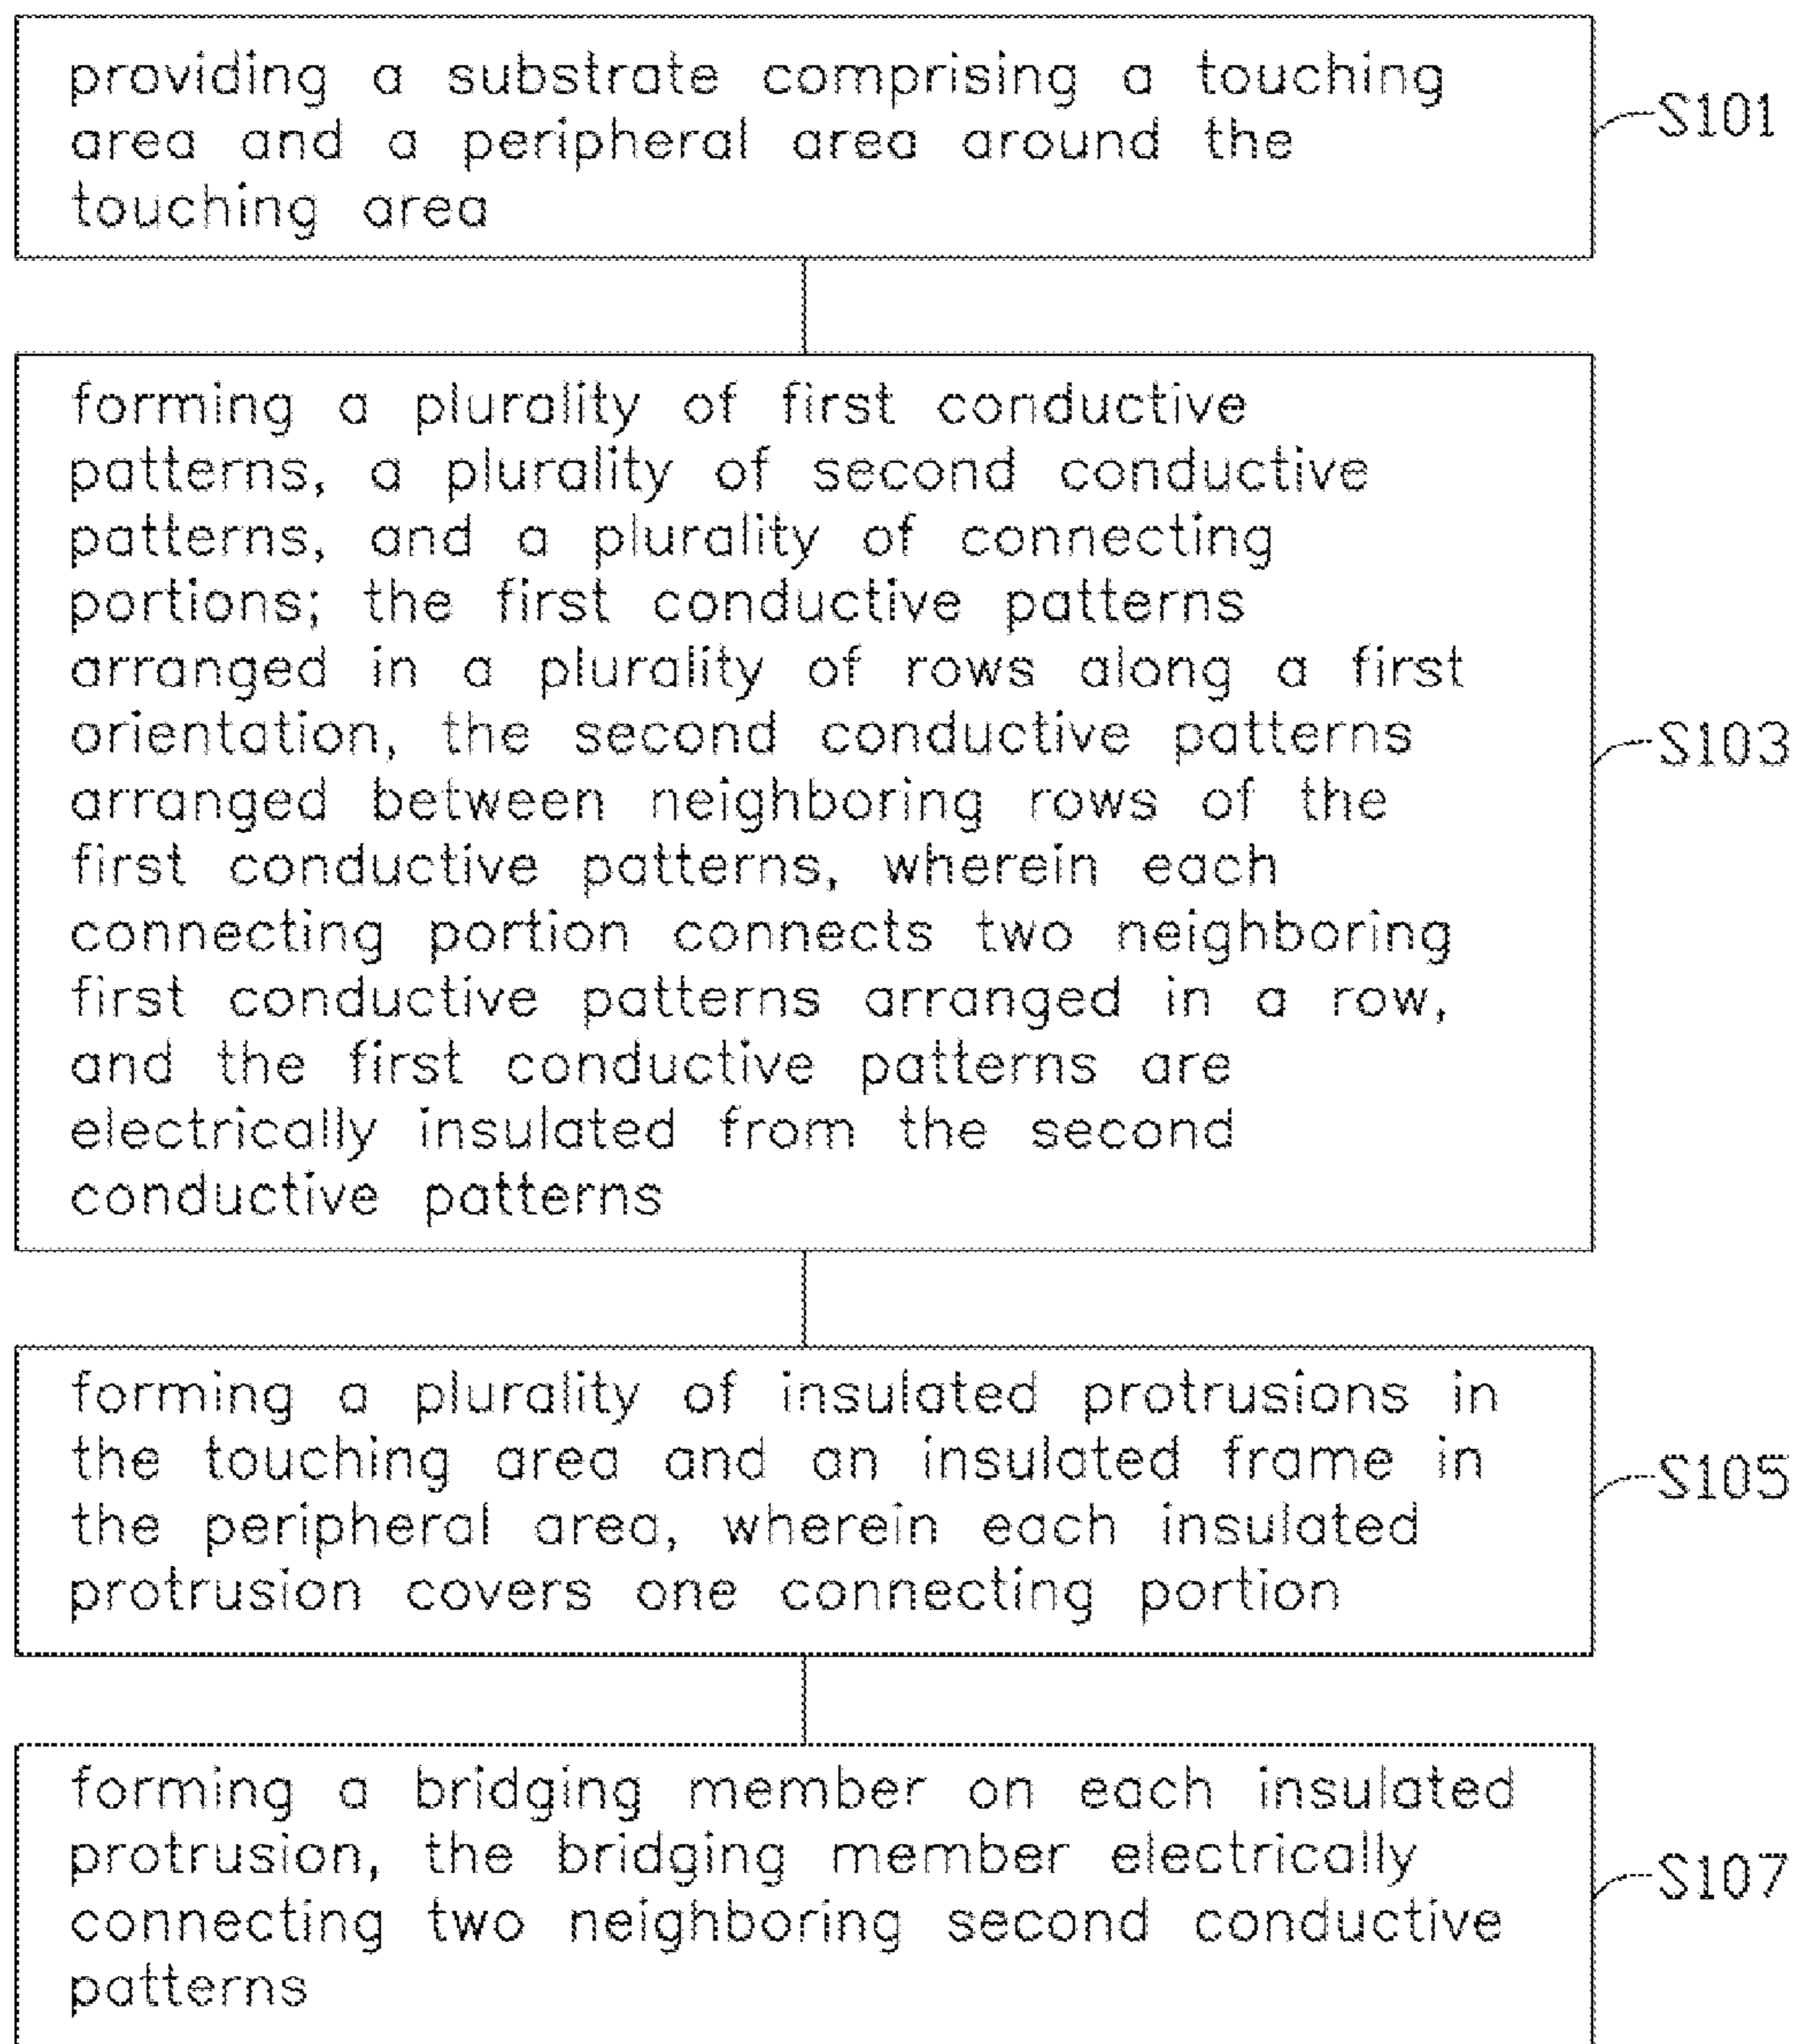 providing a substrate comprising a touching
area and a peripheral area around the
touching area
S101
forming a plurality of first conductive
patterns, a plurality of second conductive
patterns, and a plurality of connecting
portions; the first conductive patterns
arranged in a plurality of rows along a first
orientation, the second conductive patterns
arranged between neighboring rows of the
first conductive patterns, wherein each
connecting portion connects two neighboring
first conductive patterns arranged in a row,
and the first conductive patterns are
electrically insulated from the second
conductive patterns
S103
forming a plurality of insulated protrusions in
the touching area and an insulated frame in
the peripheral area, wherein each insulated
protrusion covers one connecting portion
S105
forming a bridging member on each insulated
protrusion, the bridging member electrically
connecting two neighboring second conductive
patterns
S107